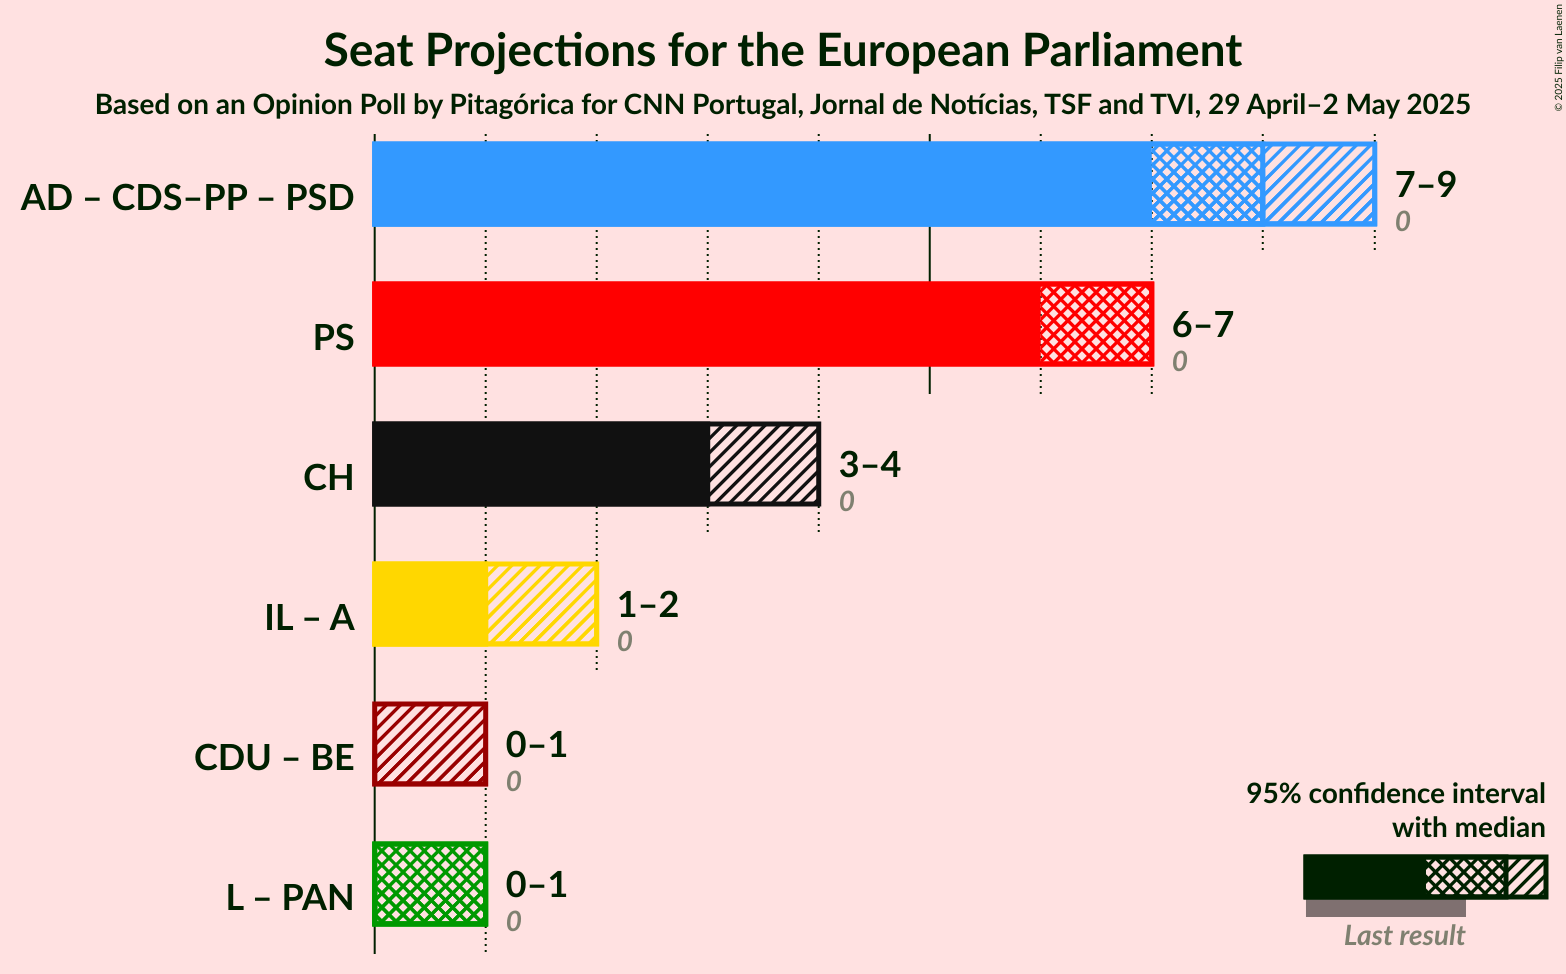 Seat Projections for the European Parliament
Based on an Opinion Poll by Pitagórica for CNN Portugal, Jornal de Notícias, TSF and TVI, 29 April–2 May 2025
© 2025 Filip van Laenen
AD – CDS–PP – PSD
7–9
0
PS
6–7
0
CH
3–4
0
IL – A
1–2
0
CDU – BE
0–1
0
L – PAN
0–1
0
95% confidence interval
with median
Last result